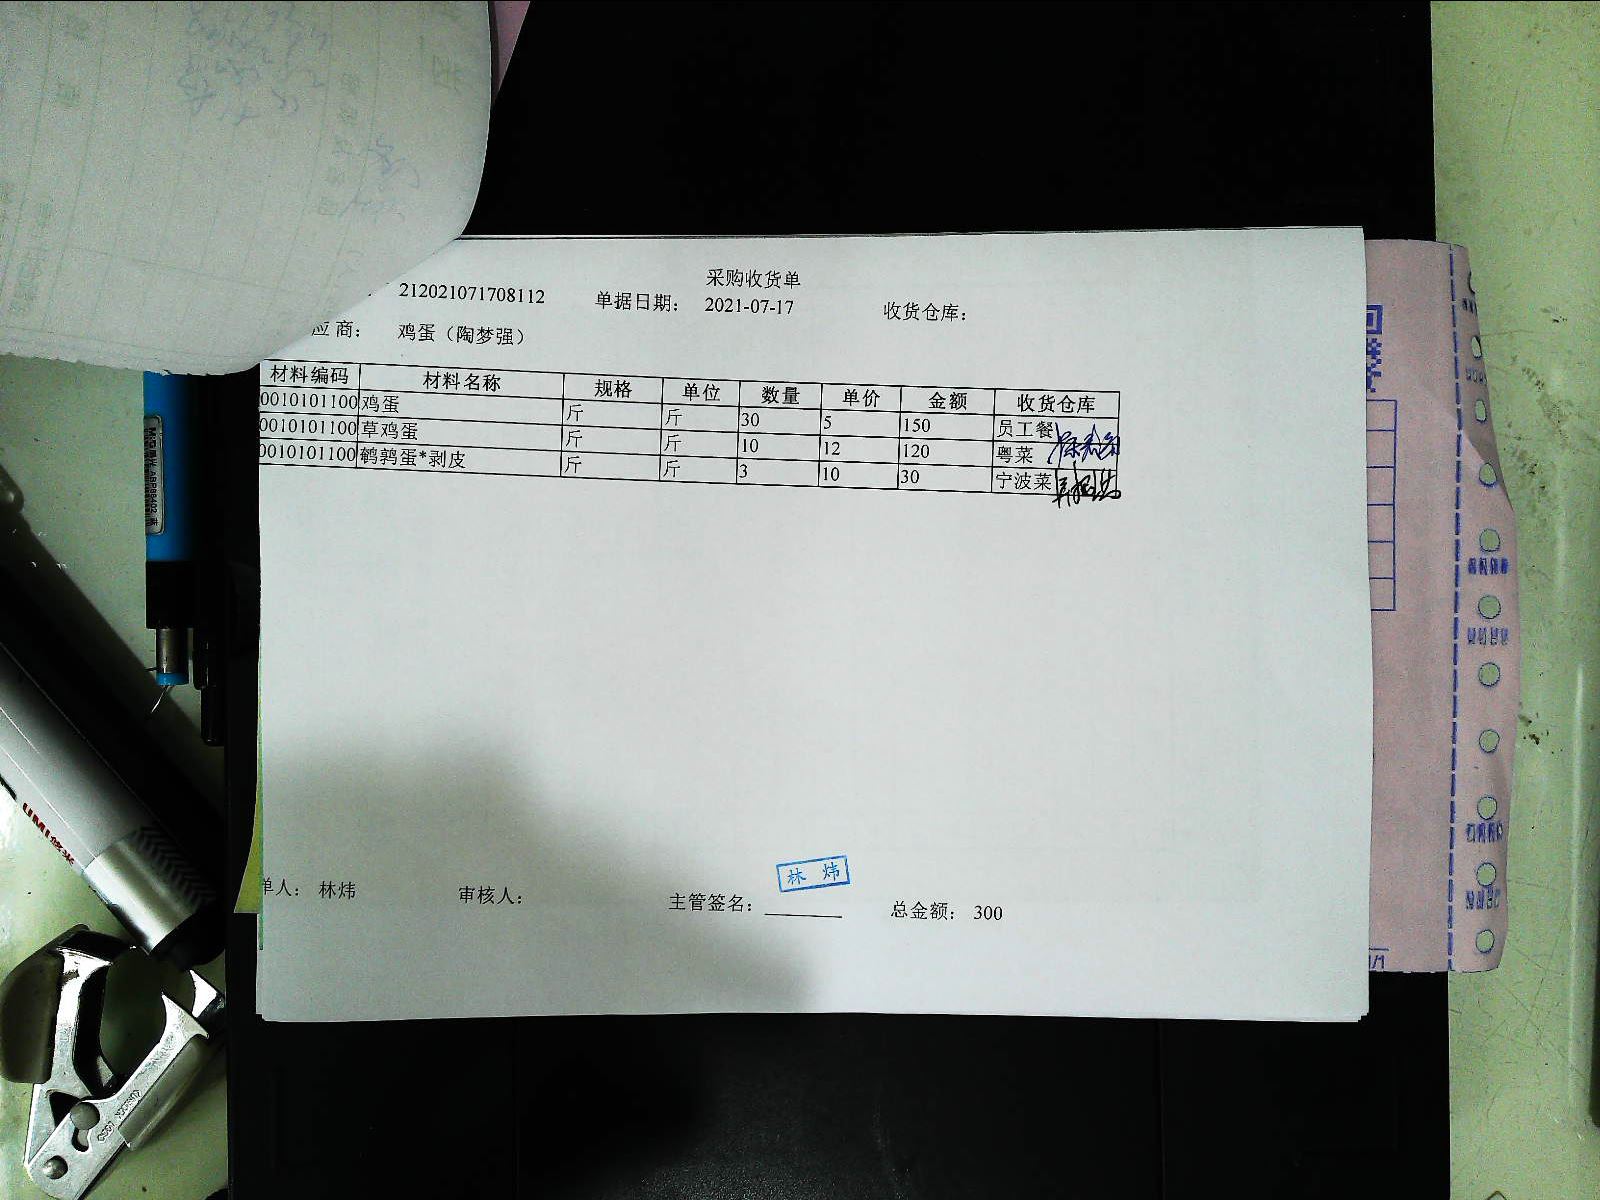 采购收货单
212021071708112 单据日期： 2021-07-17 收货仓库：
应商： 鸡蛋（陶梦强）
材料编码 材料名称 规格 单位 数量 单价 金额 收货仓库
0010101100 鸡蛋 斤 斤 30 5 150 员工餐
0010101100 草鸡蛋 斤 斤 10 12 120 粤菜
0010101100 鹌鹑蛋*剥皮 斤 斤 3 10 30 宁波菜
林炜
单人： 林炜 审核人： 主管签名： 总金额： 300
1/1